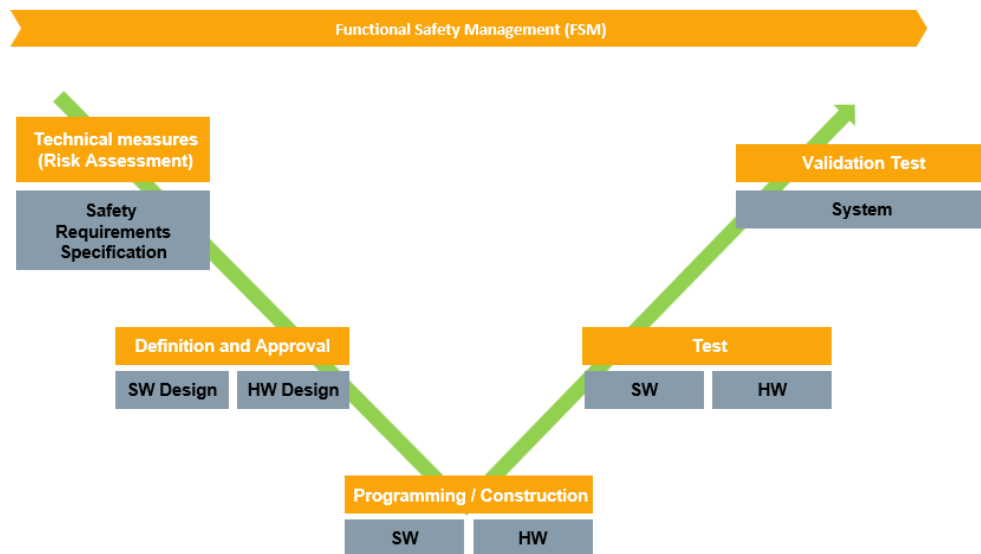 Functional Safety Management (FSM)
Technical measures
(Risk Assessment)
Safety
Requirements
Specification
Validation Test
System
Definition and Approval
SW Design
HW Design
Test
SW
HW
Programming / Construction
SW
HW